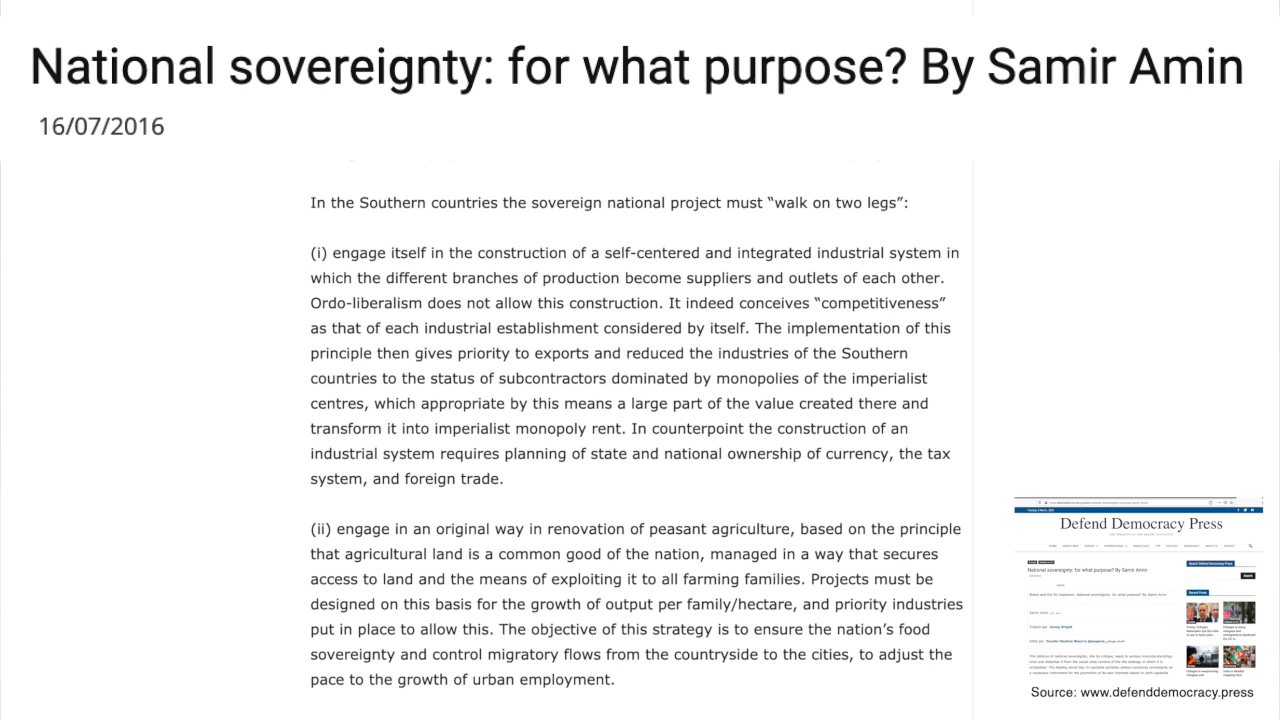 National sovereignty: for what purpose? By Samir Amin
16/07/2016
In the Southern countries the sovereign national project must “walk on two legs”:
(i) engage itself in the construction of a self-centered and integrated industrial system in
which the different branches of production become suppliers and outlets of each other.
Ordo-liberalism does not allow this construction. It indeed conceives “competitiveness”
as that of each industrial establishment considered by itself. The implementation of this
principle then gives priority to exports and reduced the industries of the Southern
countries to the status of subcontractors dominated by monopolies of the imperialist
centres, which appropriate by this means a large part of the value created there and
transform it into imperialist monopoly rent. In counterpoint the construction of an
industrial system requires planning of state and national ownership of currency, the tax
system, and foreign trade.
(ii) engage in an original way in renovation of peasant agriculture, based on the principle
that agricultural land is a common good of the nation, managed in a way that secures
access to land and the means of exploiting it to all farming families. Projects must be
designed on this basis for the growth of output per family/hectare, and priority industries
put in place to allow this. The objective of this strategy is to ensure the nation’s food
sovereignty, to control migratory flows from the countryside to the cities, to adjust the
pace to the growth of urban employment.
Defend Democracy Press
National sovereignty: for what purpose? By Samir Amin
Search Defend Democracy Press
Search
Recent Posts
Source: www.defenddemocracy.press